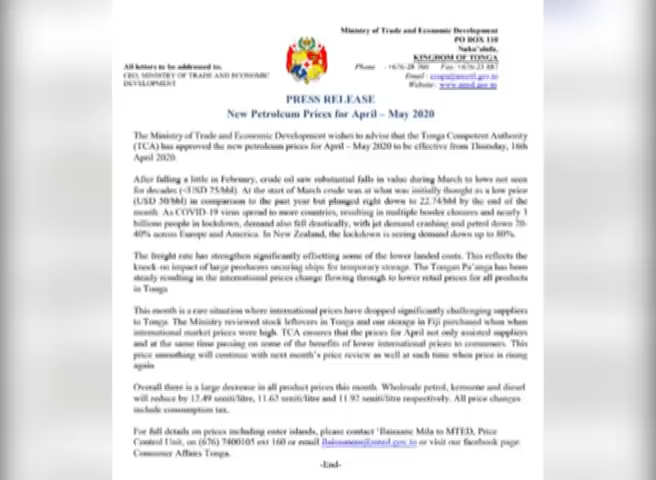 Ministry of Trade and Economic Development
PO BOX 110
Nuku'alofa,
KINGDOM OF TONGA
All letters to be addressed to. Phone : +676-28 360 Fax: +676-23 887
CEO, MINISTRY OF TRADE AND ECONOMIC Email :
DEVELOPMENT Website: www.mted.gov.to
PRESS RELEASE
New Petroleum Prices for April – May 2020
The Ministry of Trade and Economic Development wishes to advise that the Tonga Competent Authority
(TCA) has approved the new petroleum prices for April – May 2020 to be effective from Thursday, 16th
April 2020.
After falling a little in February, crude oil saw substantial falls in value during March to lows not seen
for decades (<USD 25/bbl). At the start of March crude was at what was initially thought as a low price
(USD 50/bbl) in comparison to the past year but plunged right down to 22.74/bbl by the end of the
month. As COVID-19 virus spread to more countries, resulting in multiple border closures and nearly 3
billions people in lockdown, demand also fell drastically, with jet demand crashing and petrol down 20-
40% across Europe and America. In New Zealand, the lockdown is seeing demand down up to 80%.
The freight rate has strengthen significantly offsetting some of the lower landed costs. This reflects the
knock-on impact of large producers securing ships for temporary storage. The Tongan Pa'anga has been
steady resulting in the international prices change flowing through to lower retail prices for all products
in Tonga
This month is a rare situation where international prices have dropped significantly challenging suppliers
to Tonga. The Ministry reviewed stock leftovers in Tonga and our storage in Fiji purchased when when
international market prices were high. TCA ensures that the prices for April not only assisted suppliers
and at the same time passing on some of the benefits of lower international prices to consumers. This
price smoothing will continue with next month's price review as well at such time when price is rising
again.
Overall there is a large decrease in all product prices this month. Wholesale petrol, kerosene and diesel
will reduce by 12.49 seniti/litre, 11.62 seniti/litre and 11.92 seniti/litre respectively. All price changes
include consumption tax.
For full details on prices including outer islands, please contact Mila to MTED, Price
Control Unit, on (676) 7400105 ext 160 or email or visit our facebook page
Consumer Affairs Tonga.
-End-